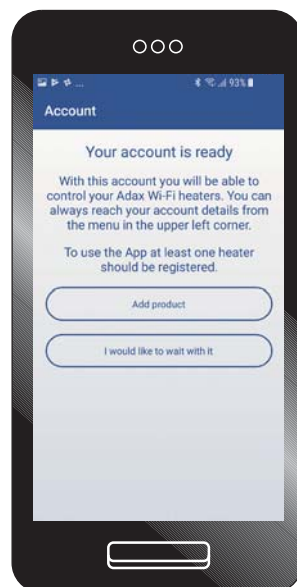 93%
Account
Your account is ready
With this account you will be able to
control your Adax Wi-Fi heaters. You can
always reach your account details from
the menu in the upper left corner.
To use the App at least one heater
should be registered.
Add product
I would like to wait with it